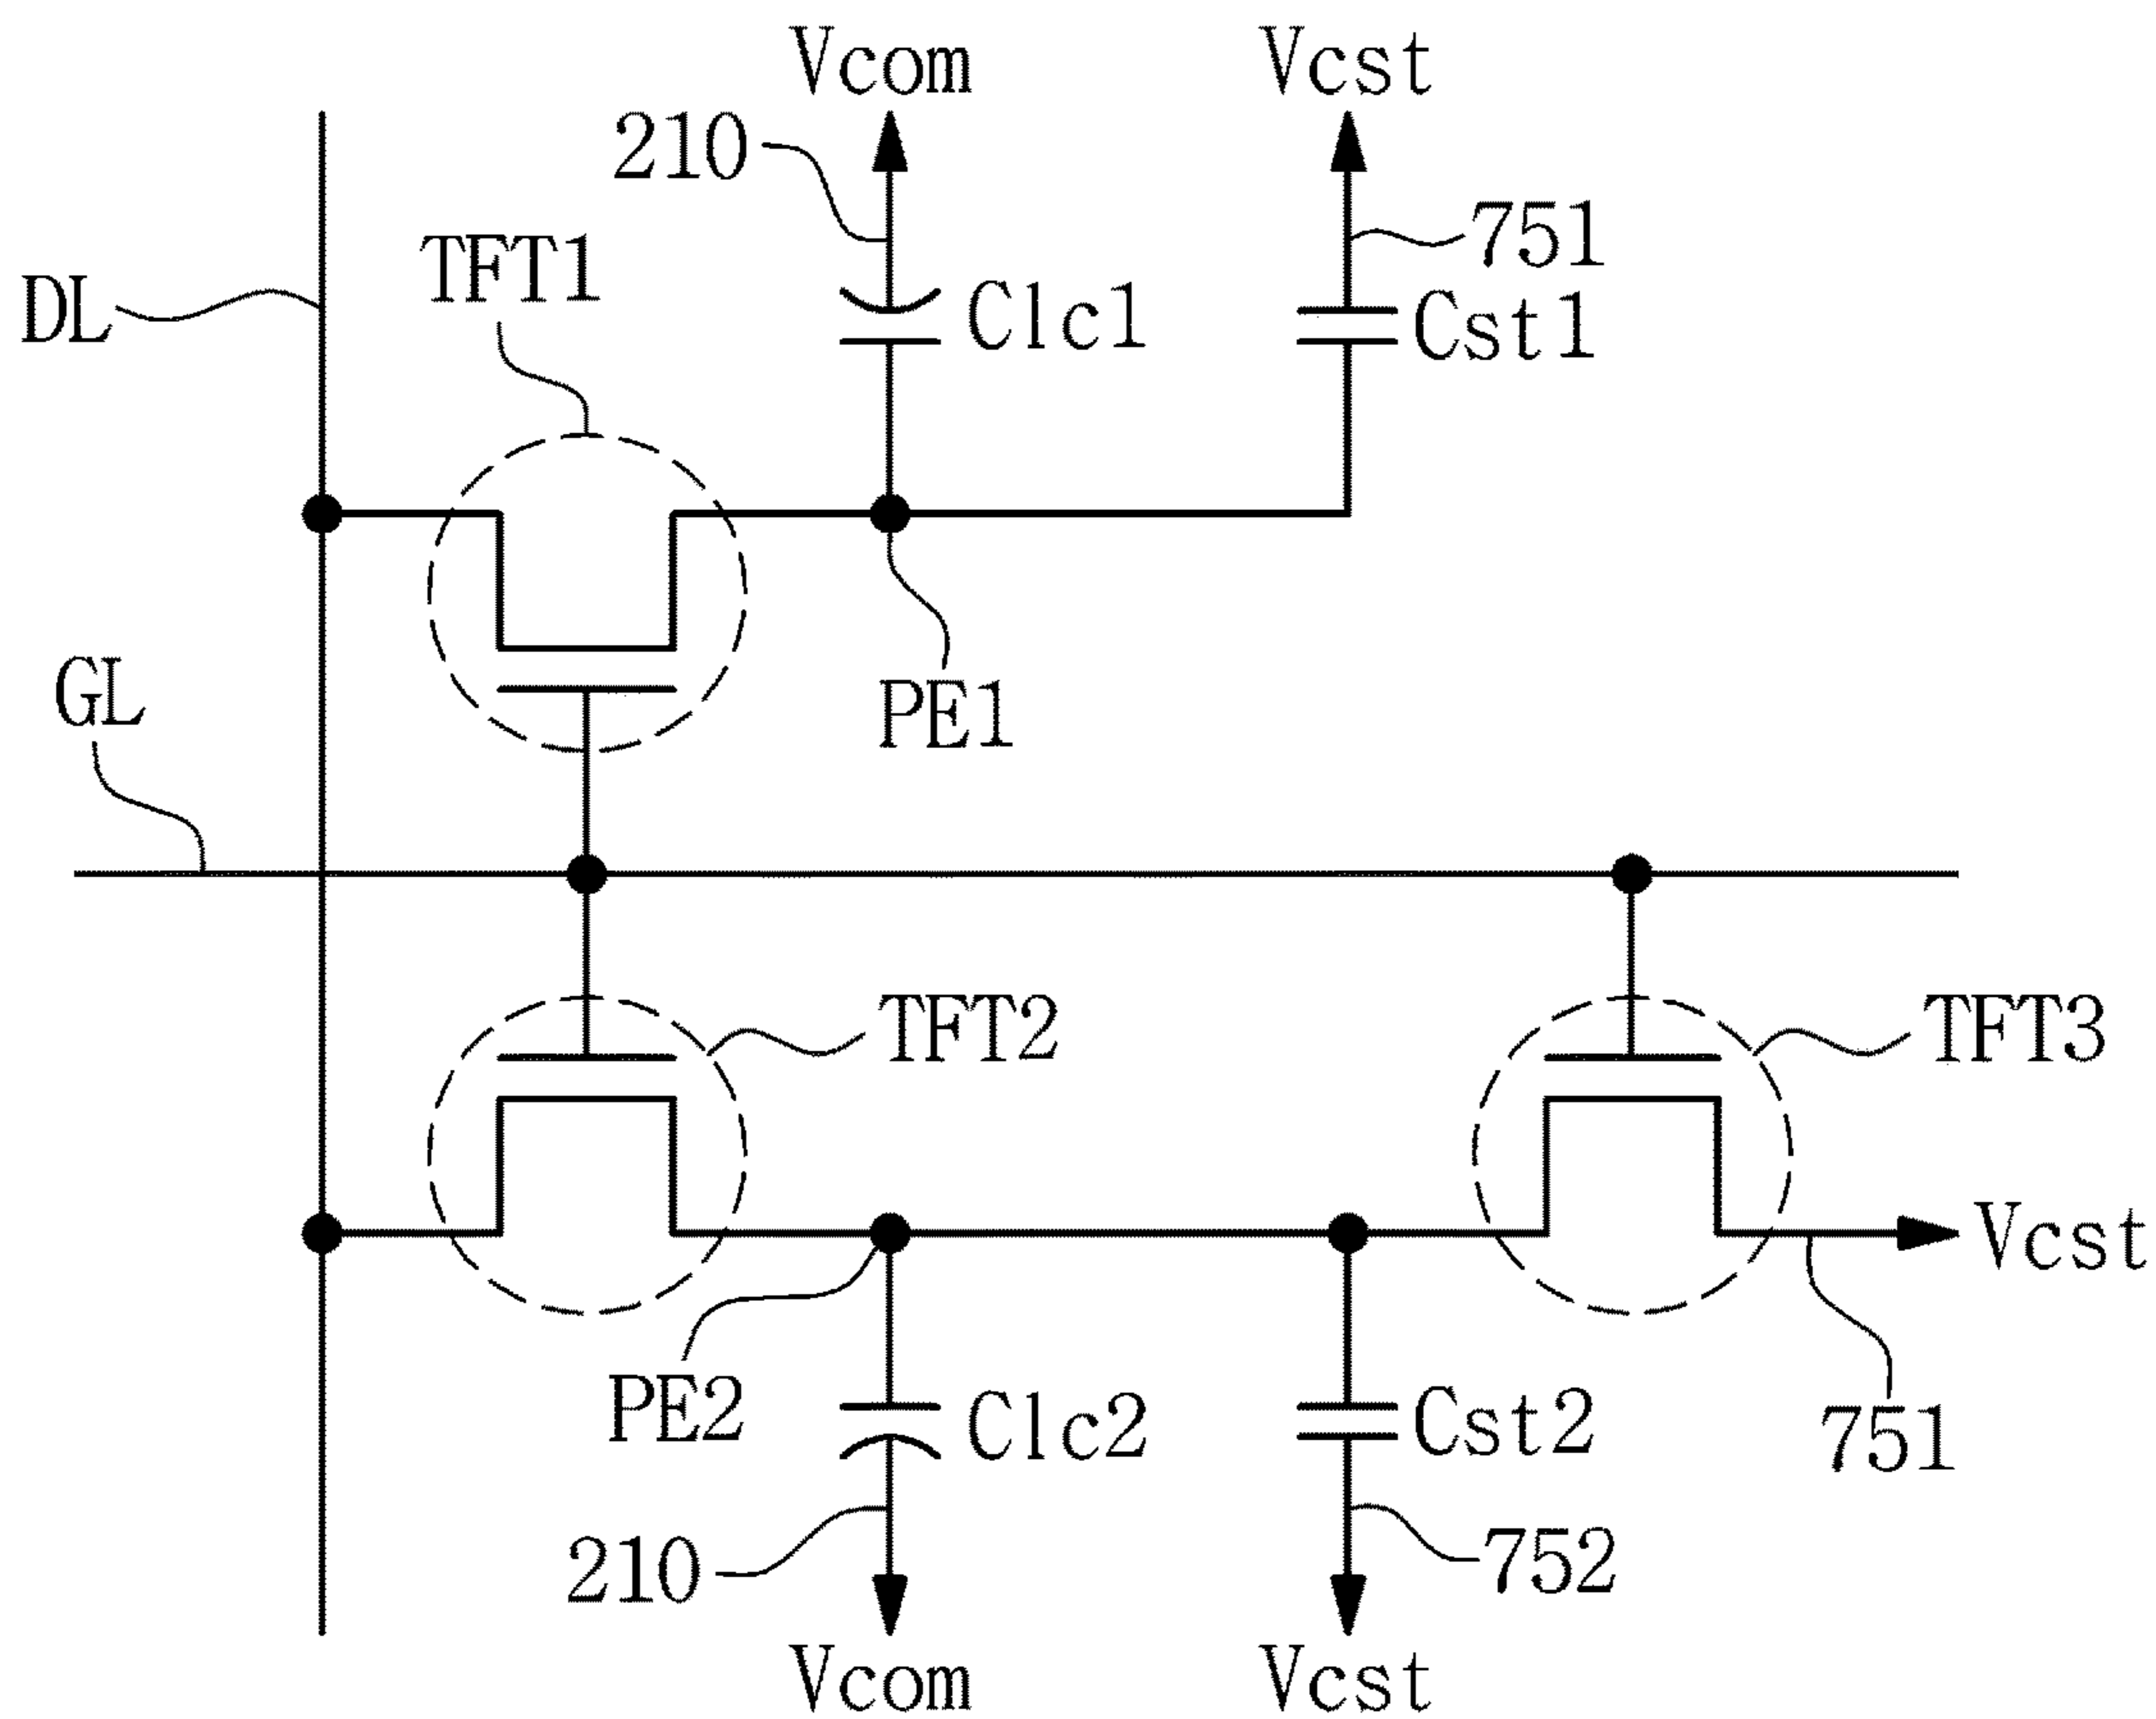 Vcom
Vcst
210
751
TFT1
DL
Clc1
Cst1
GL
PE1
TFT2
TFT3
Vcst
PE2
Clc2
Cst2
751
210
752
Vcom
Vcst